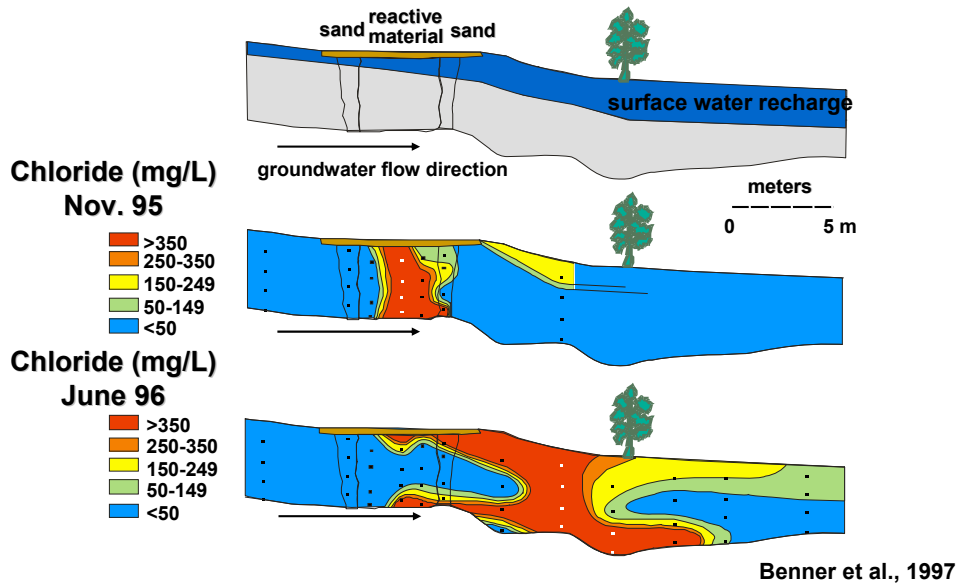 sand reactive material sand
surface water recharge
groundwater flow direction
meters
0 5 m
Chloride (mg/L)
Nov. 95
>350
250-350
150-249
50-149
<50
Chloride (mg/L)
June 96
>350
250-350
150-249
50-149
<50
Benner et al., 1997